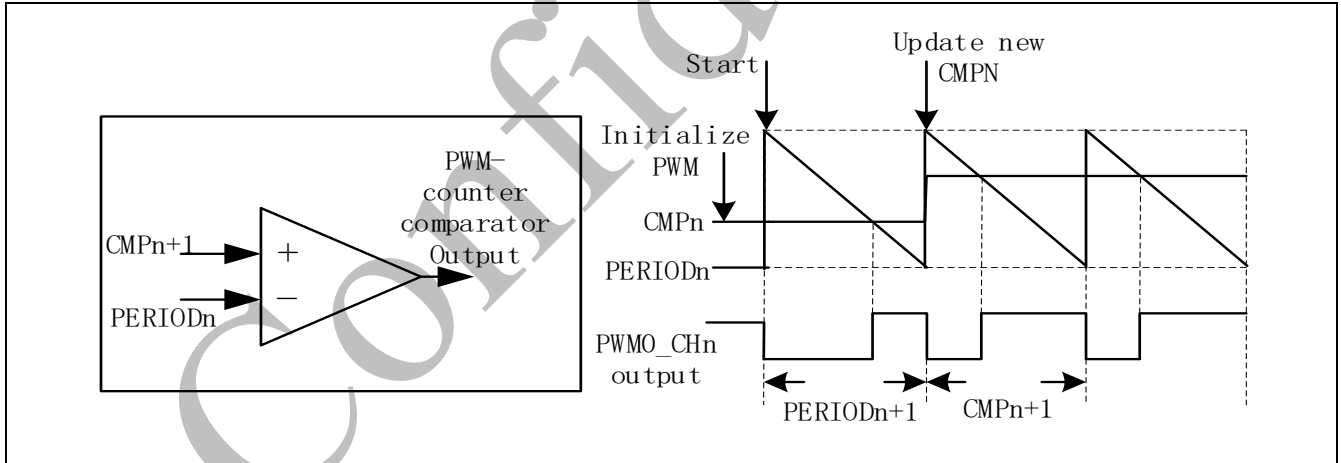 Confid
PWM-
counter
comparator
Output
CMPn+1
+
−
PERIODn
Start
Update new
CMPN
Initialize
PWM
CMPn
PERIODn
PWM0_CHn
output
PERIODn+1
CMPn+1